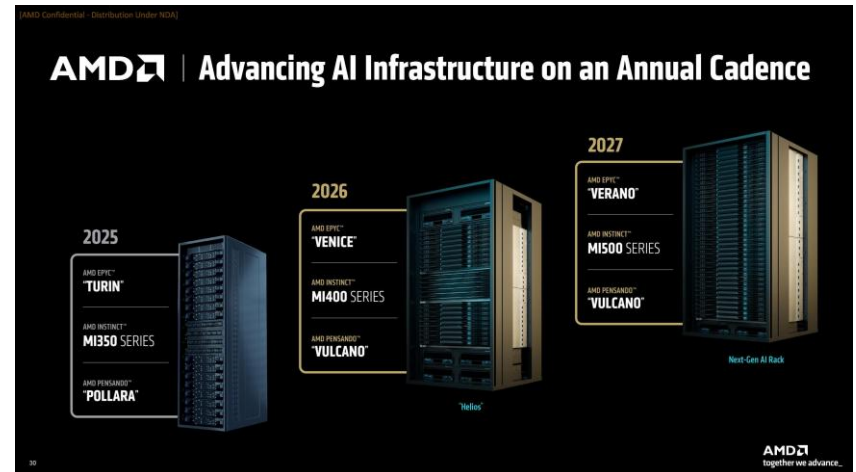 [AMD Confidential - Distribution Under NDA]
AMD | Advancing AI Infrastructure on an Annual Cadence
2025
AMD EPYC™
"TURIN"
AMD INSTINCT™
MI350 SERIES
AMD PENSANDO™
"POLLARA"
2026
AMD EPYC™
"VENICE"
AMD INSTINCT™
MI400 SERIES
AMD PENSANDO™
"VULCANO"
"Helios"
2027
AMD EPYC™
"VERANO"
AMD INSTINCT™
MI500 SERIES
AMD PENSANDO™
"VULCANO"
Next-Gen AI Rack
30
AMD
together we advance_